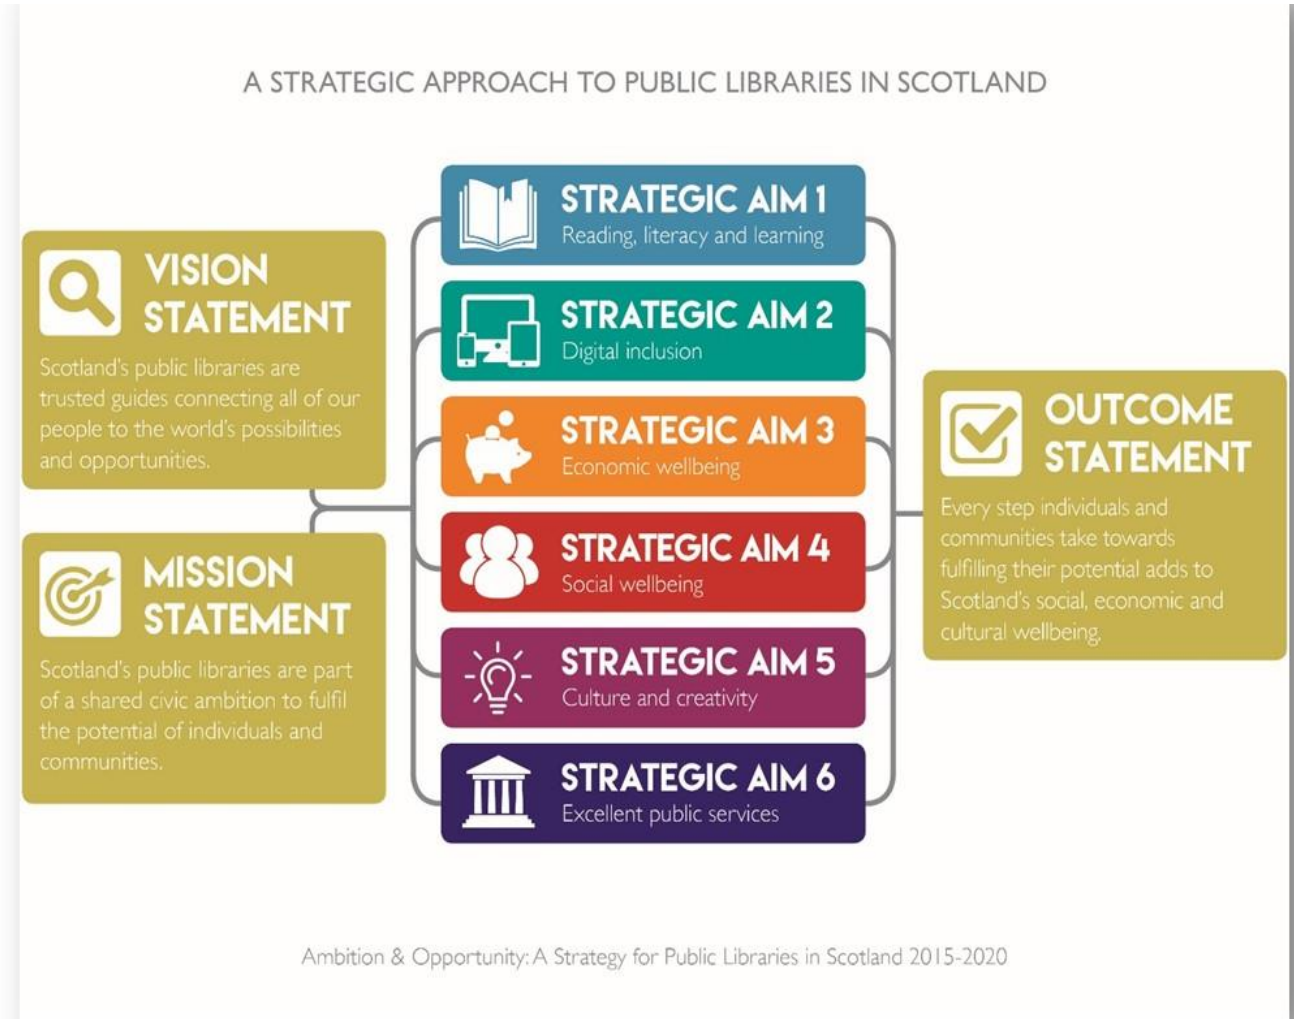 A STRATEGIC APPROACH TO PUBLIC LIBRARIES IN SCOTLAND
VISION
STATEMENT
Scotland's public libraries are
trusted guides connecting all of our
people to the world's possibilities
and opportunities.
MISSION
STATEMENT
Scotland's public libraries are part
of a shared civic ambition to fulfil
the potential of individuals and
communities.
STRATEGIC AIM 1
Reading, literacy and learning
STRATEGIC AIM 2
Digital inclusion
STRATEGIC AIM 3
Economic wellbeing
STRATEGIC AIM 4
Social wellbeing
STRATEGIC AIM 5
Culture and creativity
STRATEGIC AIM 6
Excellent public services
OUTCOME
STATEMENT
Every step individuals and
communities take towards
fulfilling their potential adds to
Scotland's social, economic and
cultural wellbeing.
Ambition & Opportunity: A Strategy for Public Libraries in Scotland 2015-2020